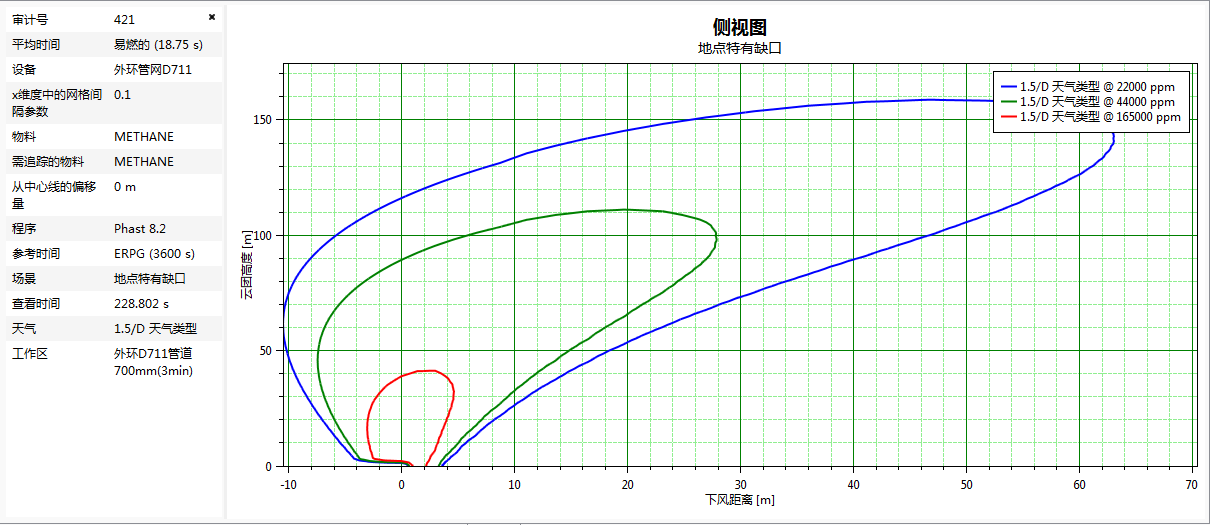 审计号 421
平均时间 易燃的 (18.75 s)
设备 外环管网D711
x维度中的网格间 0.1
隔参数
物料 METHANE
需追踪的物料 METHANE
从中心线的偏移 0 m
量
程序 Phast 8.2
参考时间 ERPG (3600 s)
场景 地点特有缺口
查看时间 228.802 s
天气 1.5/D 天气类型
工作区 外环D711管道
700mm(3min)
侧视图
地点特有缺口
1.5/D 天气类型 @ 22000 ppm
1.5/D 天气类型 @ 44000 ppm
1.5/D 天气类型 @ 165000 ppm
云团高度 [m]
150
100
50
0
-10 0 10 20 30 40 50 60 70
下风距离 [m]